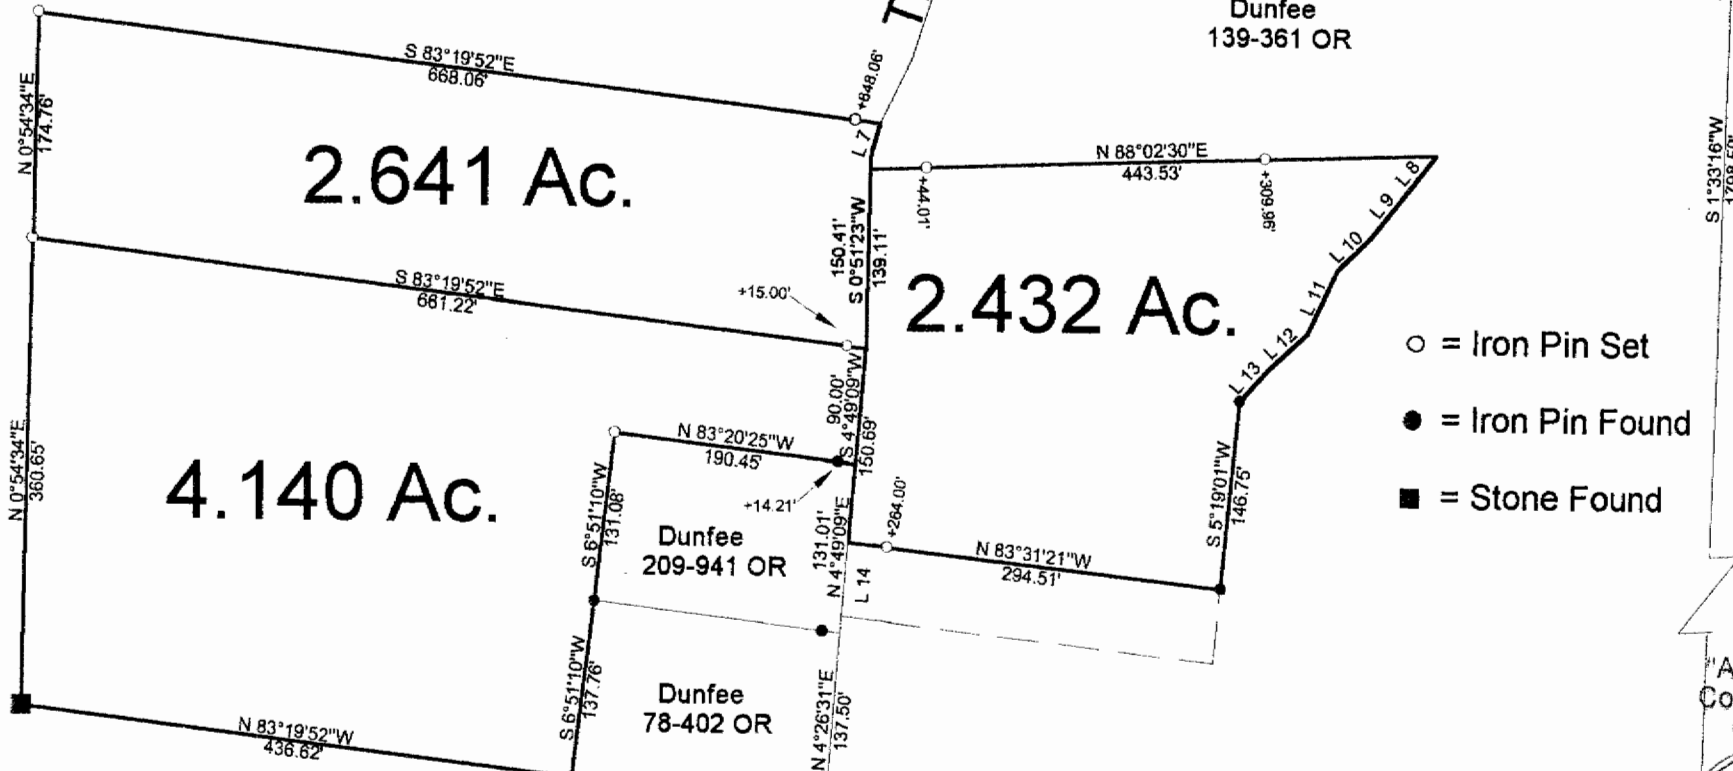 T
Dunfee
139-361 OR
S 83°19'52"E
668.06'
+648.06'
N 0°54'34"E
174.76'
2.641 Ac.
L 7
N 88°02'30"E
443.53'
+44.01'
+309.96'
L 8
L 9
L 10
L 11
L 12
L 13
S 1°33'16"W
150.41'
S 0°51'23"W
139.11'
2.432 Ac.
S 83°19'52"E
661.22'
+15.00'
○ = Iron Pin Set
● = Iron Pin Found
■ = Stone Found
90.00'
S 4°49'09"W
150.69'
N 83°20'25"W
190.45'
+14.21'
N 0°54'34"E
360.65'
4.140 Ac.
S 6°51'10"W
131.08'
Dunfee
209-941 OR
131.01'
N 4°49'09"E
L 14
+264.00'
N 83°31'21"W
294.51'
S 5°19'01"W
146.75'
S 6°51'10"W
137.76'
Dunfee
78-402 OR
N 4°26'31"E
137.50'
N 83°19'52"W
436.62'
"A
Co